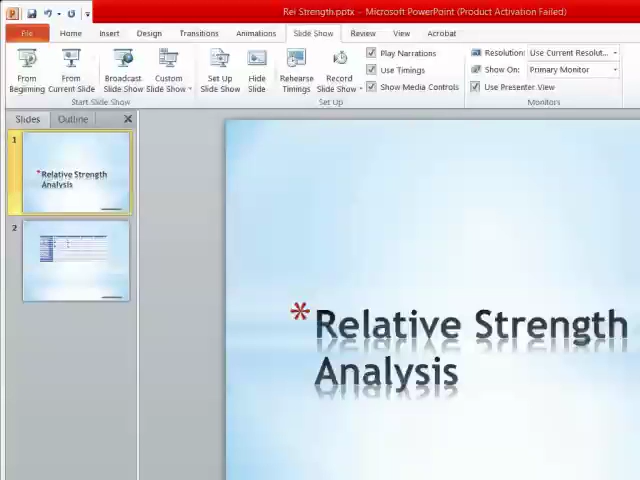 Rei Strength.pptx - Microsoft PowerPoint (Product Activation Failed)
File Home Insert Design Transitions Animations Slide Show Review View Acrobat
From Beginning
From Current Slide
Broadcast Slide Show
Custom Slide Show
Set Up Slide Show
Hide Slide
Rehearse Timings
Record Slide Show
Play Narrations
Use Timings
Show Media Controls
Resolution: Use Current Resolut...
Show On: Primary Monitor
Use Presenter View
Start Slide Show
Set Up
Monitors
Slides Outline
1
* Relative Strength
Analysis
2
* Relative Strength
Analysis